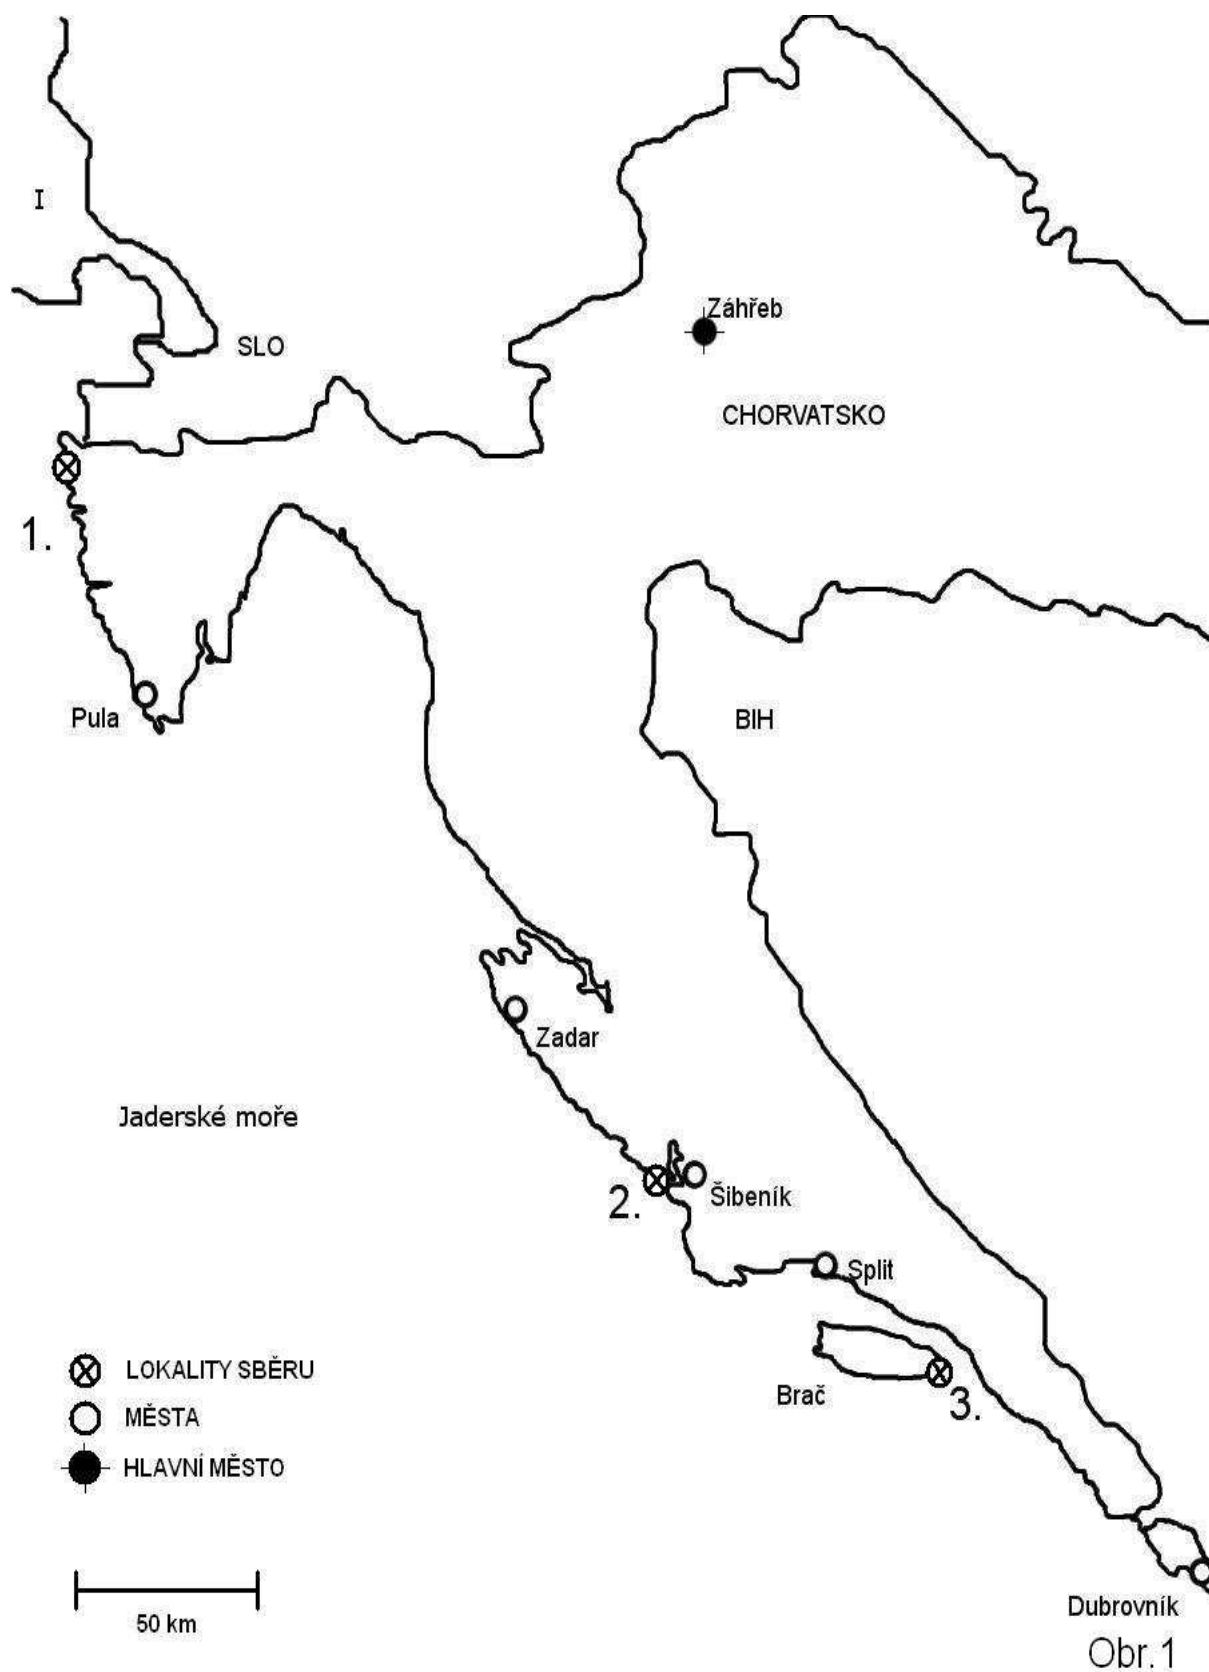 I
Záhřeb
SLO
CHORVATSKO
1.
Pula
BIH
Zadar
Jaderské moře
2.
Šibeník
Split
LOKALITY SBĚRU
Brač
3.
MĚSTA
HLAVNÍ MĚSTO
50 km
Dubrovník
Obr.1